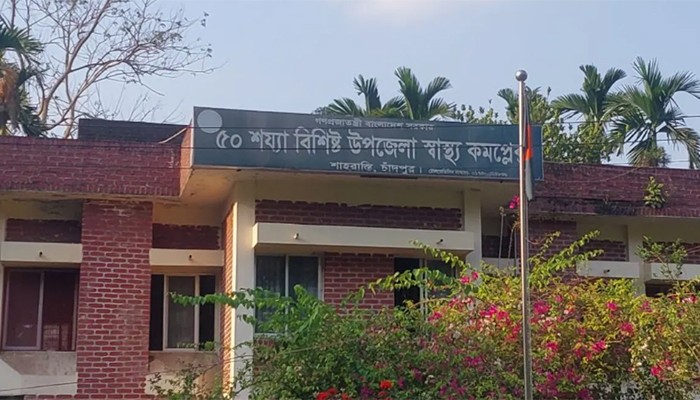 গণপ্রজাতন্ত্রী বাংলাদেশ সরকার
৫০ শয্যা বিশিষ্ট উপজেলা স্বাস্থ্য কমপ্লেক্স
শাহরাস্তি, চাঁদপুর।